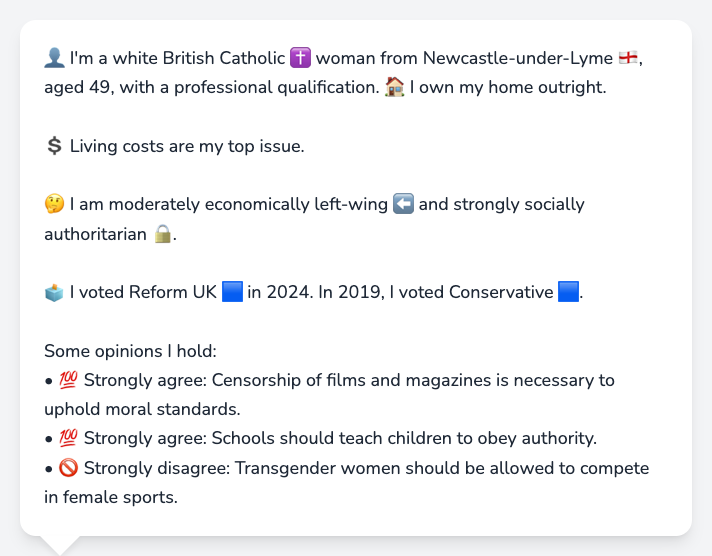 👤 I'm a white British Catholic ✝️ woman from Newcastle-under-Lyme 🏴󠁧󠁢󠁥󠁮󠁧󠁿,
aged 49, with a professional qualification. 🏠 I own my home outright.
💲 Living costs are my top issue.
🤔 I am moderately economically left-wing ⬅️ and strongly socially
authoritarian 🔒.
🗳️ I voted Reform UK 🟦 in 2024. In 2019, I voted Conservative 🟦.
Some opinions I hold:
• 💯 Strongly agree: Censorship of films and magazines is necessary to
uphold moral standards.
• 💯 Strongly agree: Schools should teach children to obey authority.
• 🚫 Strongly disagree: Transgender women should be allowed to compete
in female sports.